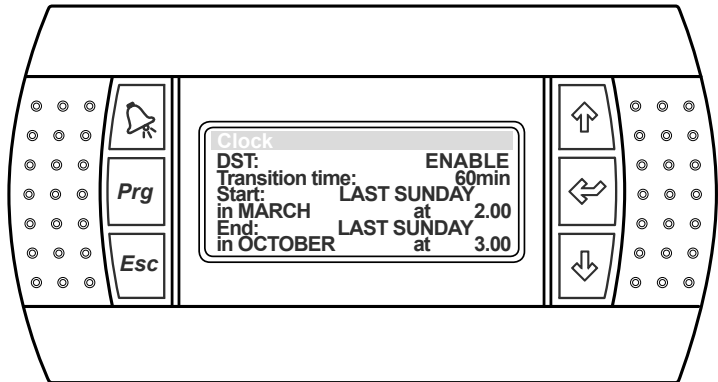 Clock
DST: ENABLE
Transition time: 60min
Start: LAST SUNDAY
in MARCH at 2.00
End: LAST SUNDAY
in OCTOBER at 3.00
Prg
Esc